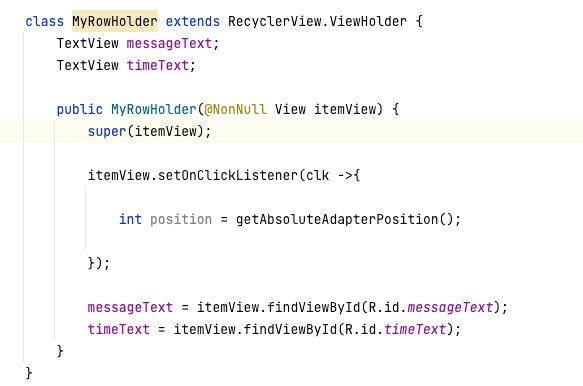 class MyRowHolder extends RecyclerView.ViewHolder {
    TextView messageText;
    TextView timeText;

    public MyRowHolder(@NonNull View itemView) {
        super(itemView);

        itemView.setOnClickListener(clk ->{

            int position = getAbsoluteAdapterPosition();

        });

        messageText = itemView.findViewById(R.id.messageText);
        timeText = itemView.findViewById(R.id.timeText);
    }
}